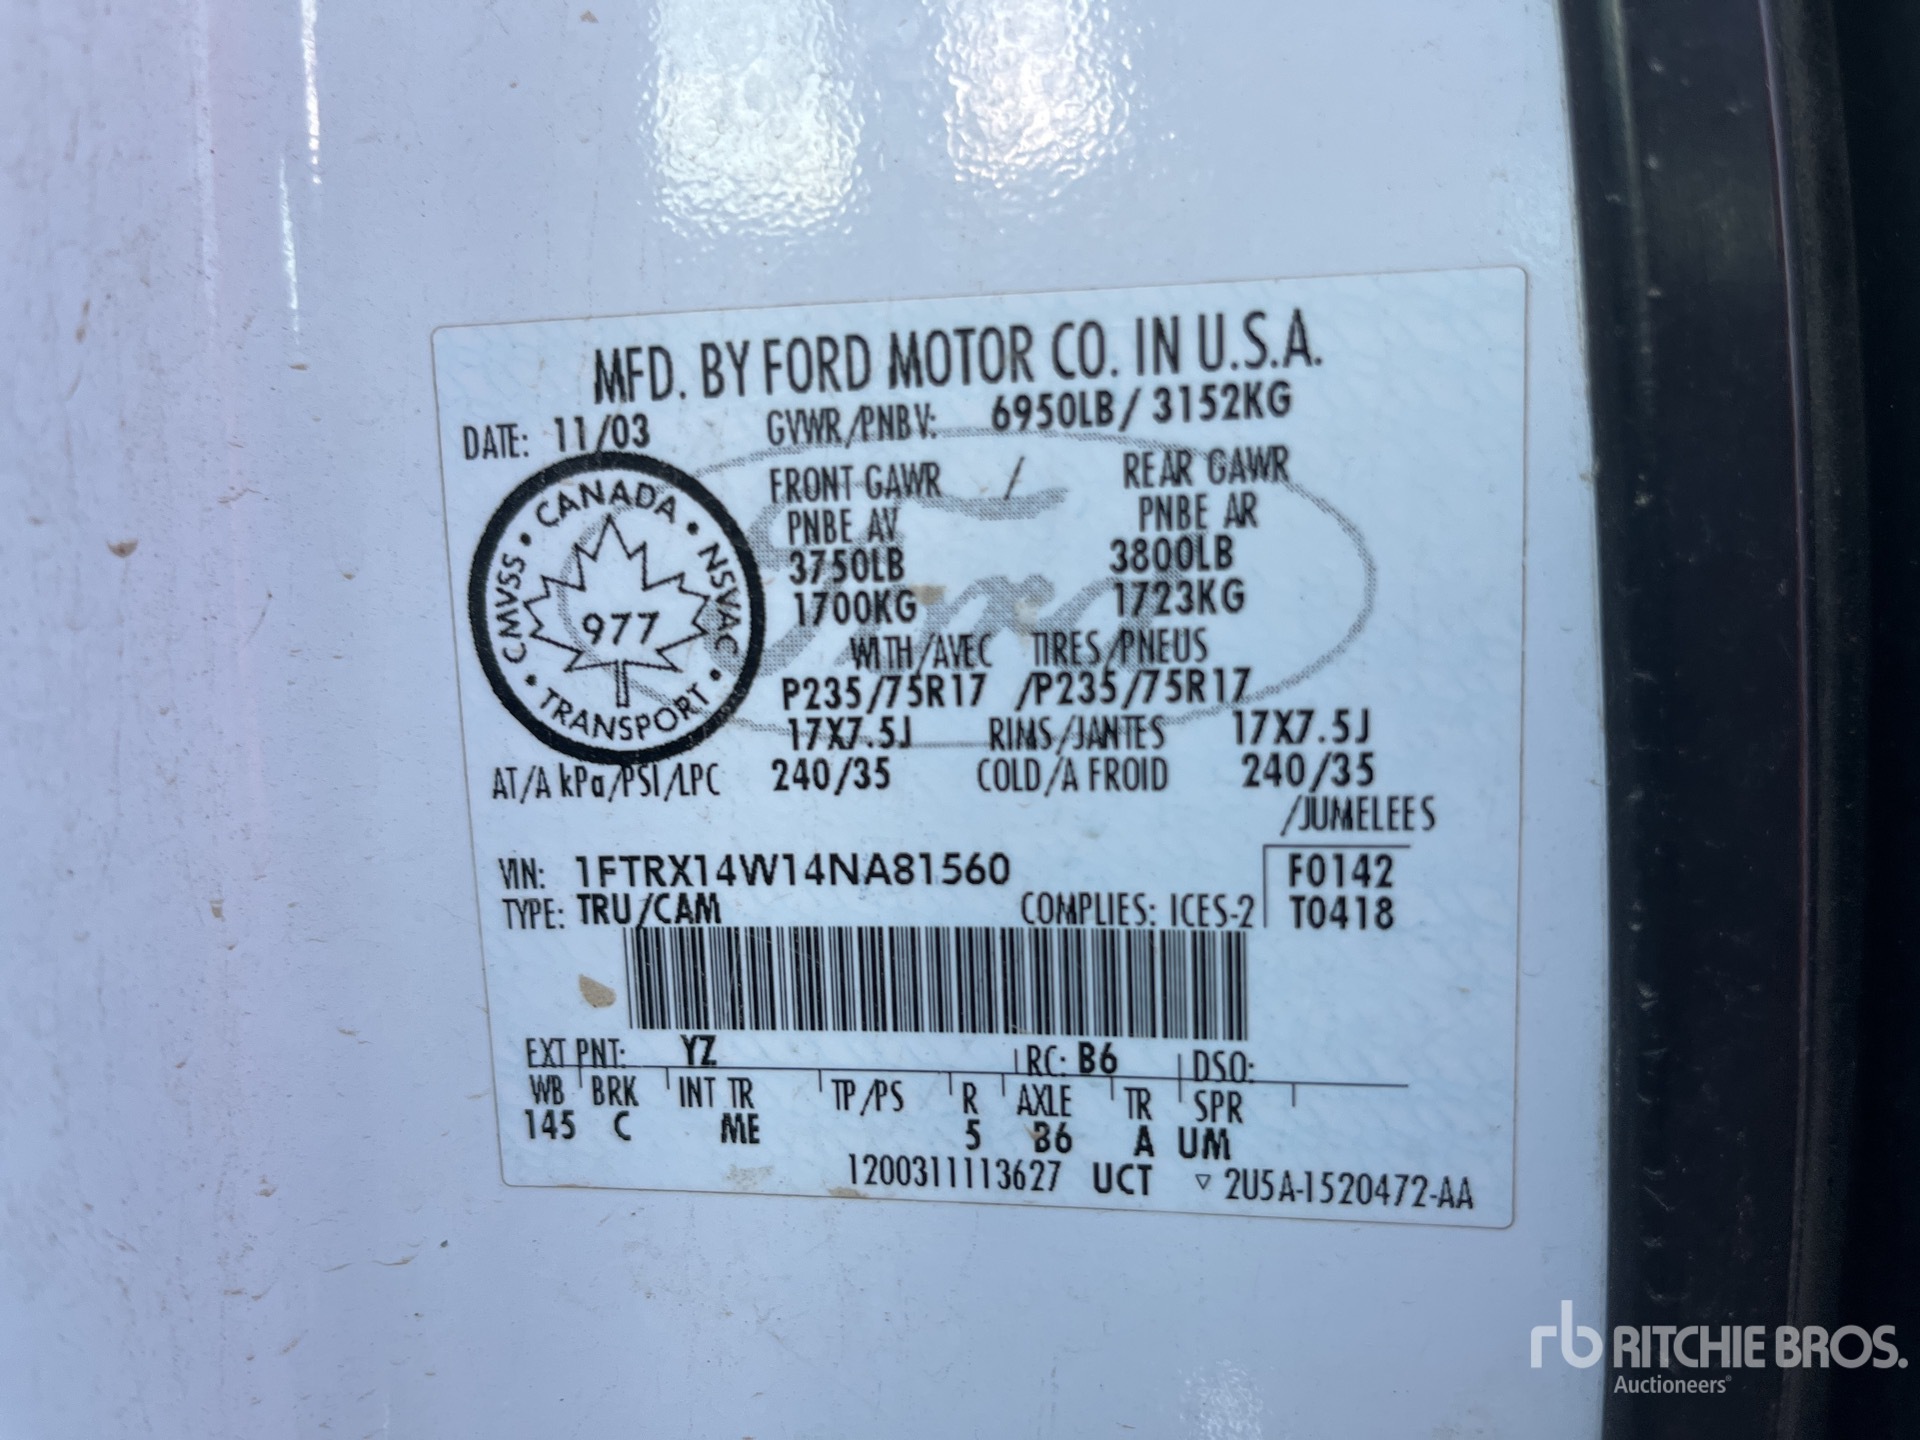 MFD. BY FORD MOTOR CO. IN U.S.A.
DATE: 11/03 GVWR/PNBV: 6950LB / 3152KG
FRONT GAWR / REAR GAWR
PNBE AV PNBE AR
3750LB 3800LB
1700KG 1723KG
WITH/AVEC TIRES/PNEUS
P235/75R17 /P235/75R17
17X7.5J RIMS/JANTES 17X7.5J
AT/A kPa/PSI/LPC 240/35 COLD/A FROID 240/35
/JUMELEES
CANADA
CMVSS • NSVAC
977
TRANSPORT
Ford
VIN: 1FTRX14W14NA81560 F0142
TYPE: TRU/CAM COMPLIES: ICES-2 T0418
EXT PNT: YZ RC: B6 DSO:
WB BRK INT TR TP/PS R AXLE TR SPR
145 C ME 5 B6 A UM
1200311113627 UCT ▽ 2U5A-1520472-AA
rb RITCHIE BROS.
Auctioneers®